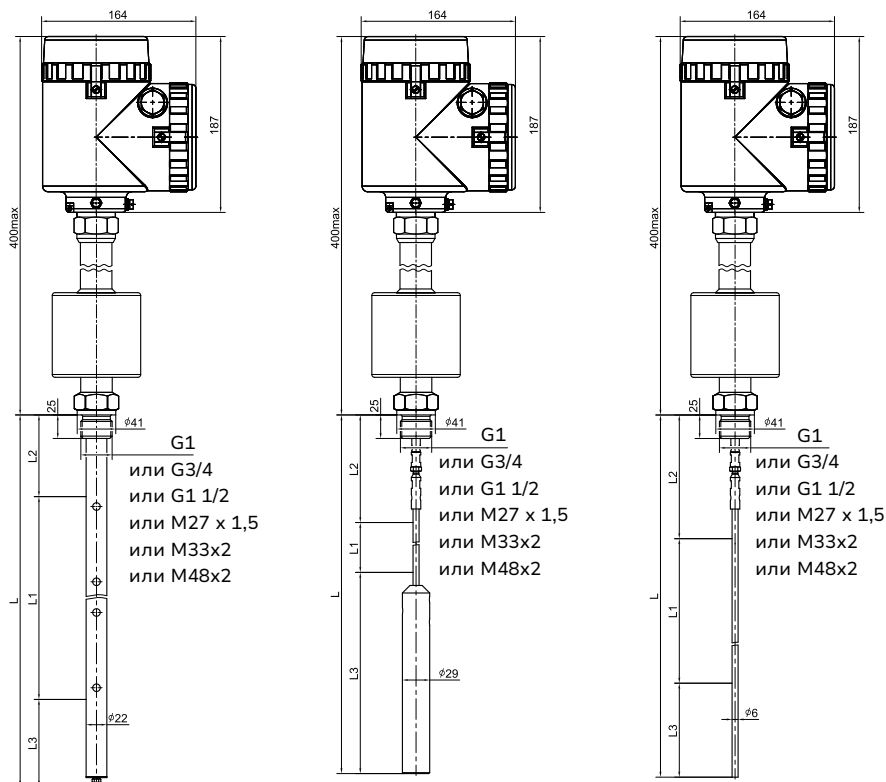 164
187
400max
25
ϕ41
G1
или G3/4
или G1 1/2
или M27 x 1,5
или M33x2
или M48x2
L2
L1
L
L3
ϕ22
164
187
400max
25
ϕ41
G1
или G3/4
или G1 1/2
или M27 x 1,5
или M33x2
или M48x2
L2
L1
L
L3
ϕ29
164
187
400max
25
ϕ41
G1
или G3/4
или G1 1/2
или M27 x 1,5
или M33x2
или M48x2
L2
L1
L
L3
ϕ6